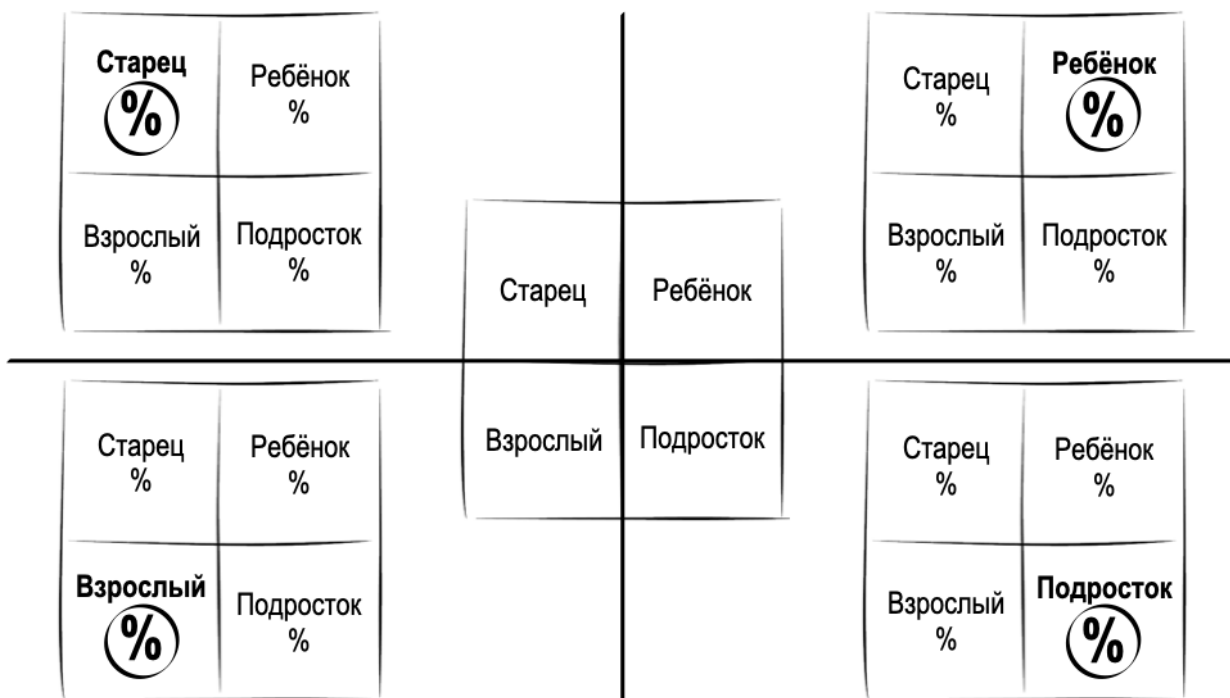 Старец
%
Ребёнок
%
Взрослый
%
Подросток
%
Старец
%
Ребёнок
%
Взрослый
%
Подросток
%
Старец
Ребёнок
Взрослый
Подросток
Старец
%
Ребёнок
%
Взрослый
%
Подросток
%
Старец
%
Ребёнок
%
Взрослый
%
Подросток
%